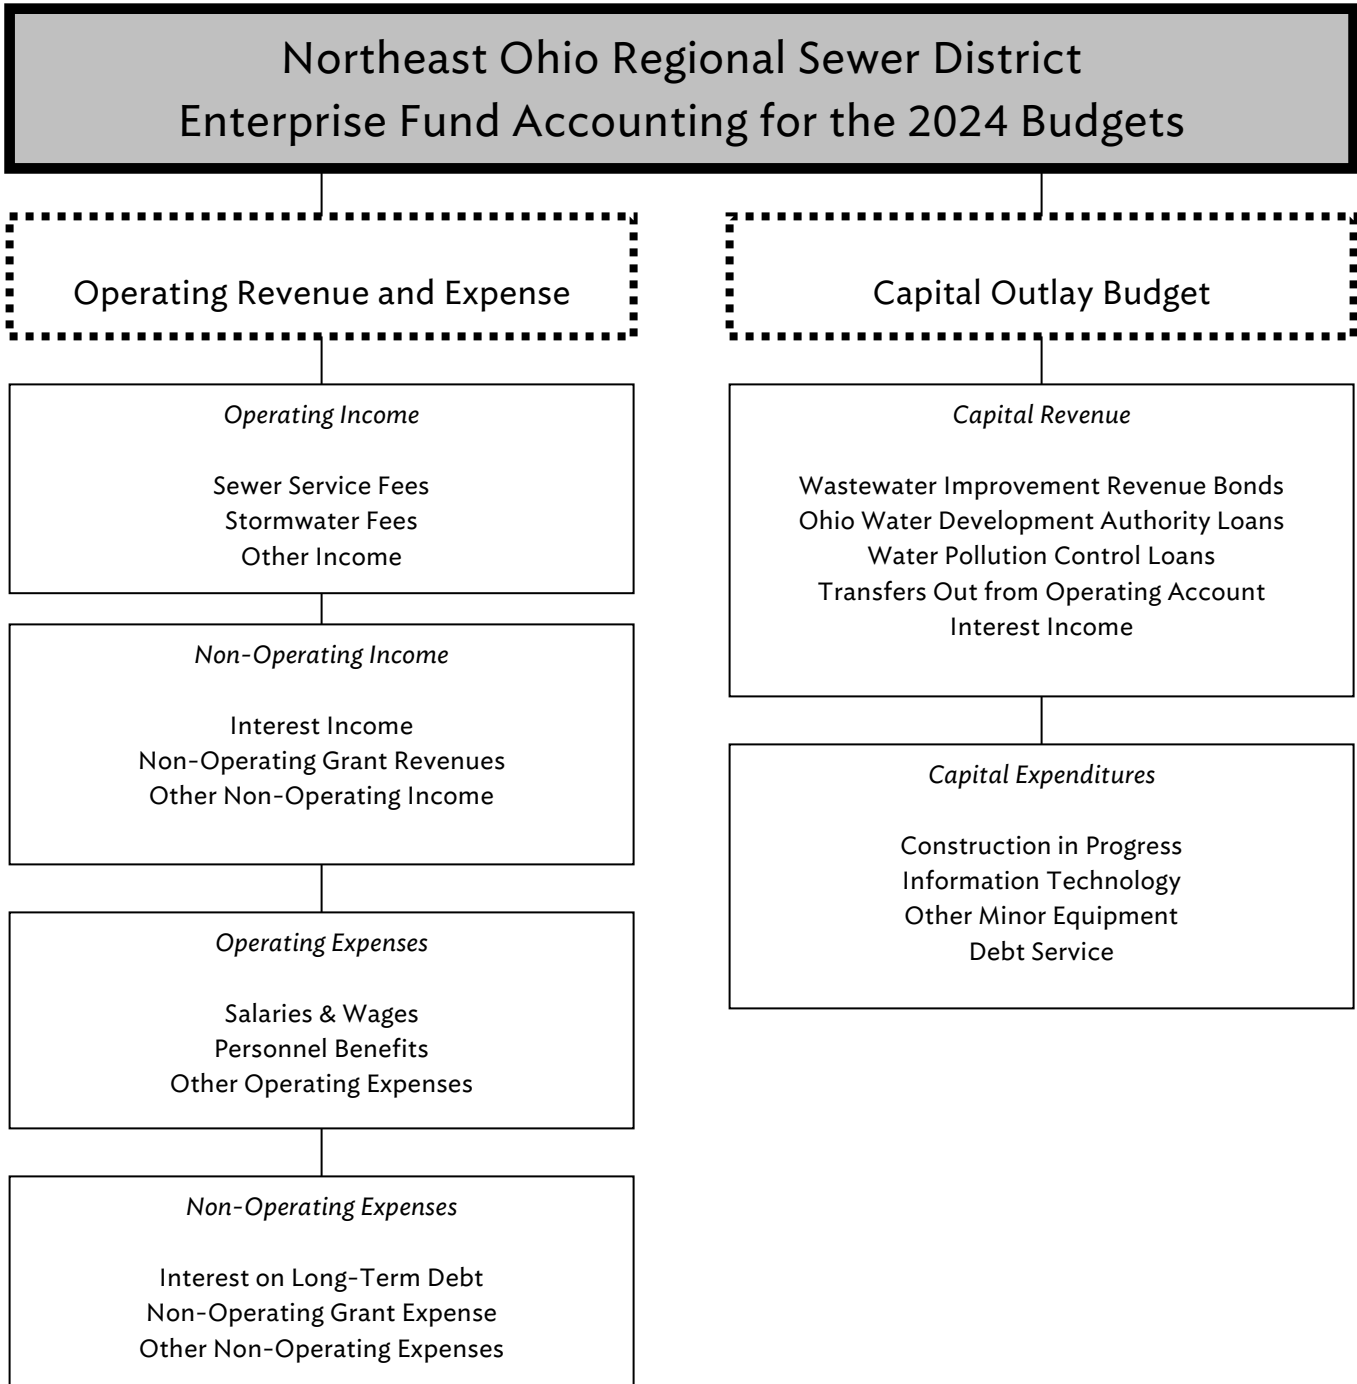 Northeast Ohio Regional Sewer District
Enterprise Fund Accounting for the 2024 Budgets
Operating Revenue and Expense
Operating Income
Sewer Service Fees
Stormwater Fees
Other Income
Non-Operating Income
Interest Income
Non-Operating Grant Revenues
Other Non-Operating Income
Operating Expenses
Salaries & Wages
Personnel Benefits
Other Operating Expenses
Non-Operating Expenses
Interest on Long-Term Debt
Non-Operating Grant Expense
Other Non-Operating Expenses
Capital Outlay Budget
Capital Revenue
Wastewater Improvement Revenue Bonds
Ohio Water Development Authority Loans
Water Pollution Control Loans
Transfers Out from Operating Account
Interest Income
Capital Expenditures
Construction in Progress
Information Technology
Other Minor Equipment
Debt Service